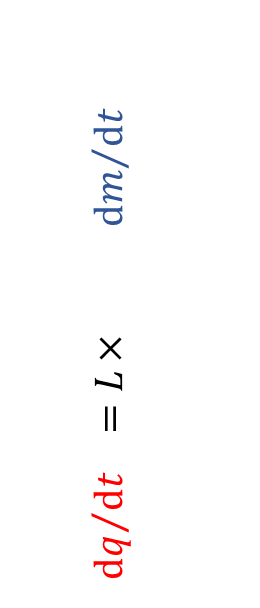 dq/dt = L × dm/dt